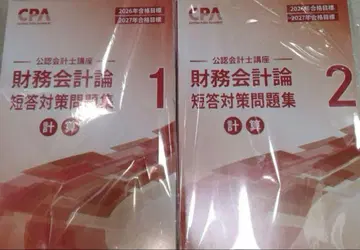 CPA
2026年合格目標
2027年合格目標
公認会計士講座
財務会計論
短答対策問題集
1
計算
CPA
2026年合格目標
2027年合格目標
公認会計士講座
財務会計論
短答対策問題集
2
計算